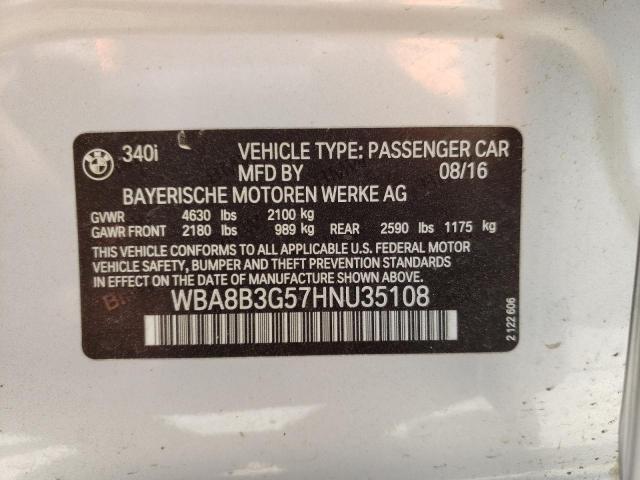 340i VEHICLE TYPE: PASSENGER CAR
MFD BY 08/16
BAYERISCHE MOTOREN WERKE AG
GVWR 4630 lbs 2100 kg
GAWR FRONT 2180 lbs 989 kg REAR 2590 lbs 1175 kg
THIS VEHICLE CONFORMS TO ALL APPLICABLE U.S. FEDERAL MOTOR
VEHICLE SAFETY, BUMPER AND THEFT PREVENTION STANDARDS
IN EFFECT ON THE DATE OF MANUFACTURE SHOWN ABOVE.
WBA8B3G57HNU35108
2 122 606